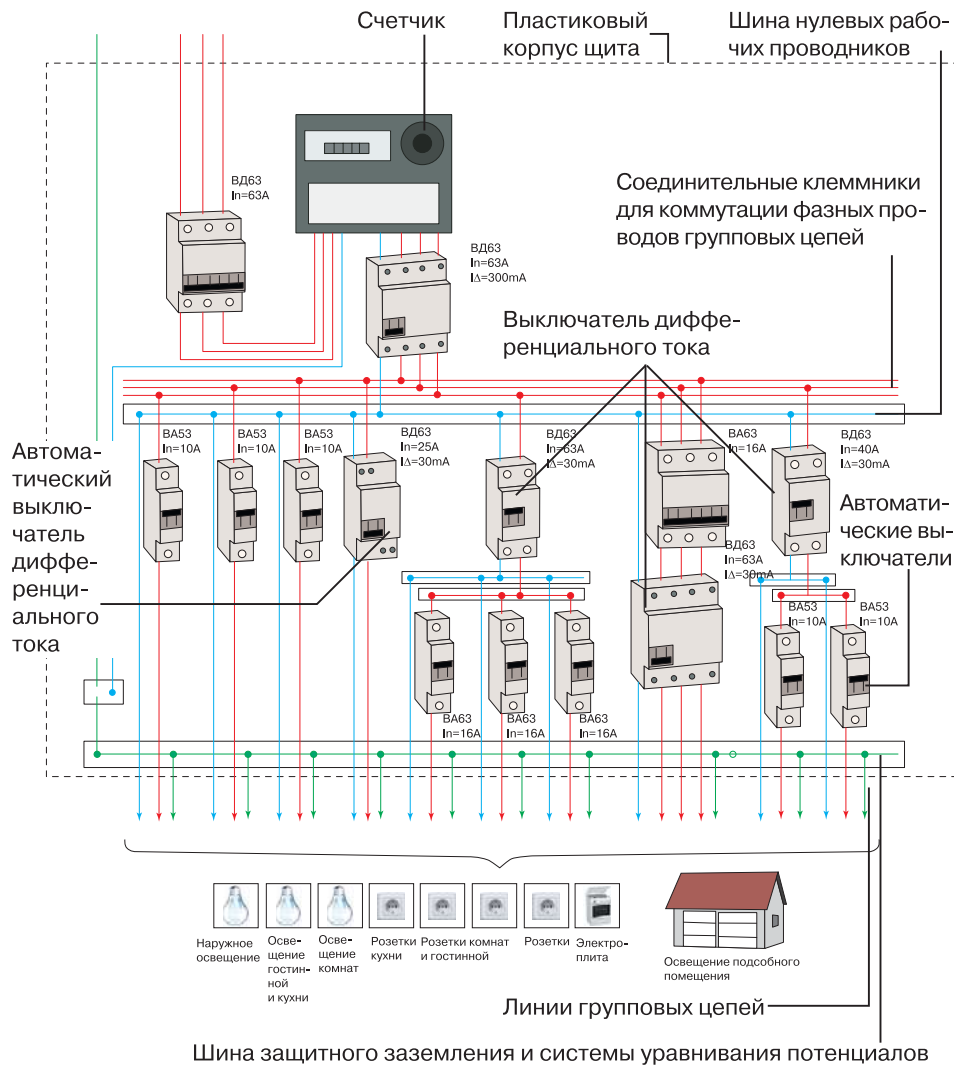 Счетчик
Пластиковый
корпус щита
Шина нулевых рабо-
чих проводников
ВД63
In=63A
ВД63
In=63A
IΔ=300mA
Соединительные клеммники
для коммутации фазных про-
водов групповых цепей
Выключатель диффе-
ренциального тока
ВА53
In=10A
ВА53
In=10A
ВА53
In=10A
ВД63
In=25A
IΔ=30mA
ВД63
In=63A
IΔ=30mA
ВА63
In=16A
ВД63
In=40A
IΔ=30mA
Автома-
тический
выклю-
чатель
диффе-
ренци-
ального
тока
Автомати-
ческие вы-
ключатели
ВД63
In=63A
IΔ=30mA
ВА53
In=10A
ВА53
In=10A
ВА63
In=16A
ВА63
In=16A
ВА63
In=16A
Наружное
освещение
Осве-
щение
гостин-
ной
и кухни
Осве-
щение
комнат
Розетки
кухни
Розетки комнат
и гостинной
Розетки
Электро-
плита
Освещение подсобного
помещения
Линии групповых цепей
Шина защитного заземления и системы уравнивания потенциалов